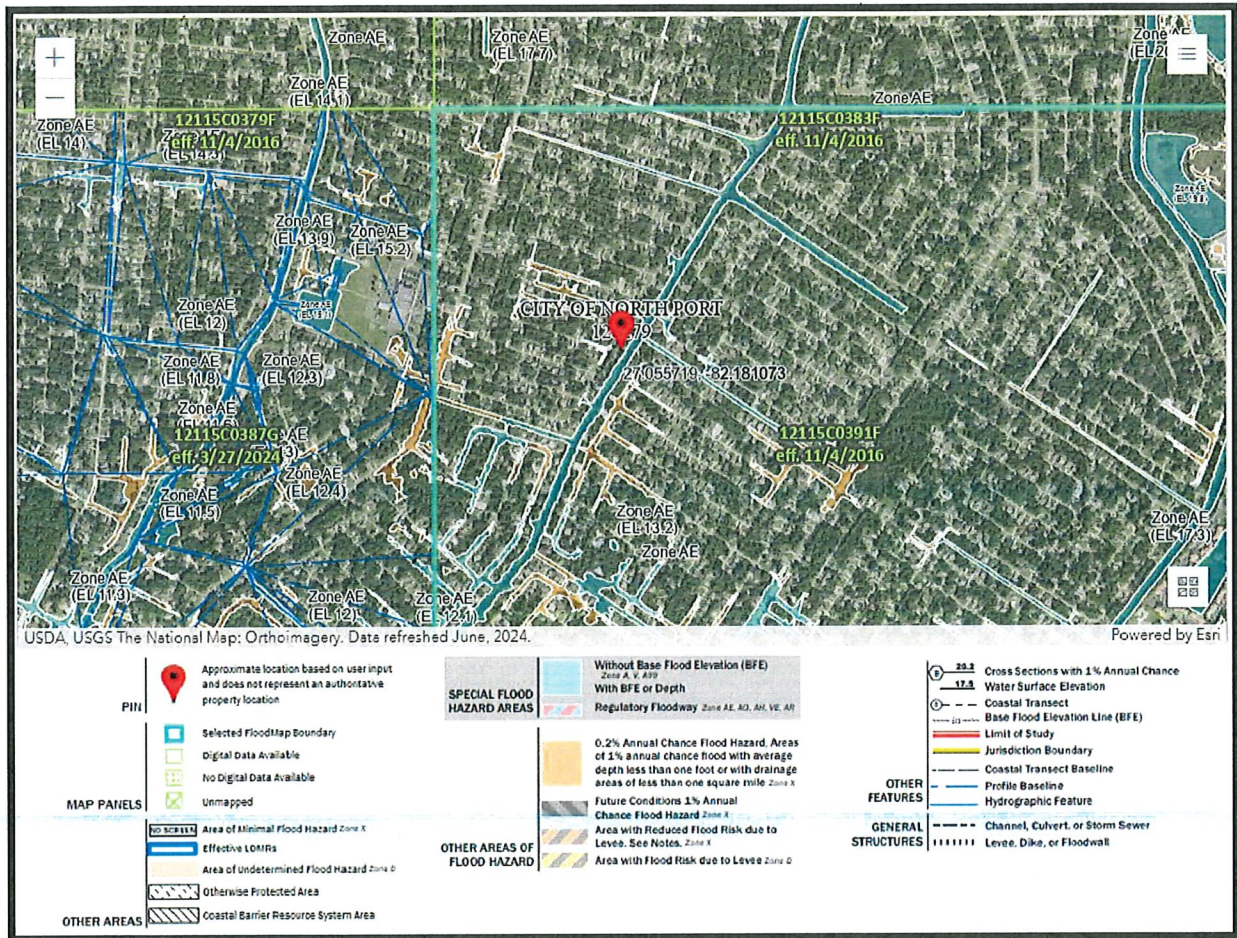 +
−
Zone AE
Zone AE
(EL 17.7)
Zone AE
(EL 14.1)
Zone AE
Zone AE
(EL 14)
12115C0379F
eff. 11/4/2016
12115C0383F
eff. 11/4/2016
Zone AE
(EL 13.9)
Zone AE
(EL 15.2)
Zone AE
Zone AE
Zone AE
(EL 12)
CITY OF NORTH PORT
27.055719, -82.181073
Zone AE
(EL 11.8)
Zone AE
(EL 12.3)
Zone AE
12115C0387G
eff. 3/27/2024
12115C0391F
eff. 11/4/2016
Zone AE
(EL 12.4)
Zone AE
(EL 11.5)
Zone AE
(EL 13.2)
Zone AE
Zone AE
(EL 17.3)
Zone AE
(EL 11.3)
Zone AE
(EL 12)
Zone AE
(EL 12.1)
USDA, USGS The National Map: Orthoimagery. Data refreshed June, 2024.
Powered by Esri
PIN
Approximate location based on user input
and does not represent an authoritative
property location
MAP PANELS
Selected FloodMap Boundary
Digital Data Available
No Digital Data Available
Unmapped
OTHER AREAS
NO SCREEN Area of Minimal Flood Hazard Zone X
Effective LOMRs
Area of Undetermined Flood Hazard Zone D
Otherwise Protected Area
Coastal Barrier Resource System Area
SPECIAL FLOOD
HAZARD AREAS
Without Base Flood Elevation (BFE)
Zone A, V, A99
With BFE or Depth
Regulatory Floodway Zone AE, AO, AH, VE, AR
OTHER AREAS OF
FLOOD HAZARD
0.2% Annual Chance Flood Hazard, Areas
of 1% annual chance flood with average
depth less than one foot or with drainage
areas of less than one square mile Zone X
Future Conditions 1% Annual
Chance Flood Hazard Zone X
Area with Reduced Flood Risk due to
Levee. See Notes. Zone X
Area with Flood Risk due to Levee Zone D
OTHER
FEATURES
20.2 Cross Sections with 1% Annual Chance
17.5 Water Surface Elevation
Coastal Transect
Base Flood Elevation Line (BFE)
Limit of Study
Jurisdiction Boundary
Coastal Transect Baseline
Profile Baseline
Hydrographic Feature
GENERAL
STRUCTURES
Channel, Culvert, or Storm Sewer
Levee, Dike, or Floodwall